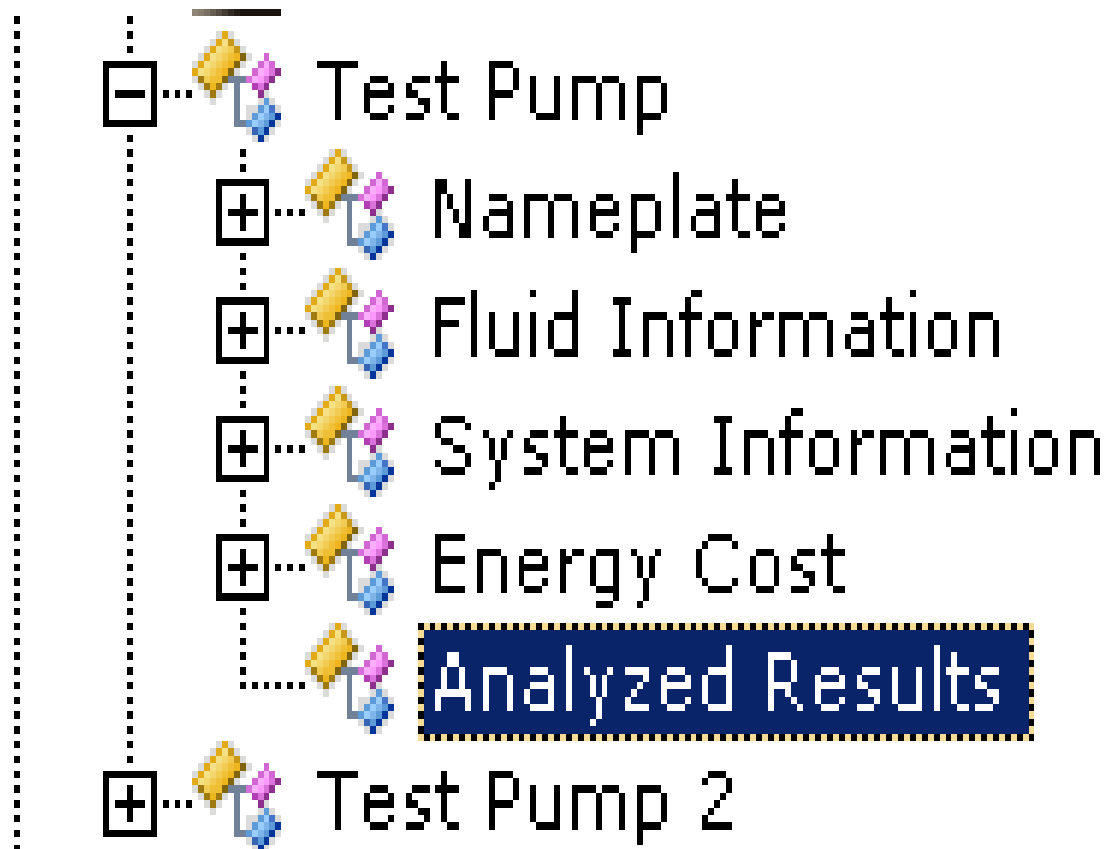 Test Pump
Nameplate
Fluid Information
System Information
Energy Cost
Analyzed Results
Test Pump 2